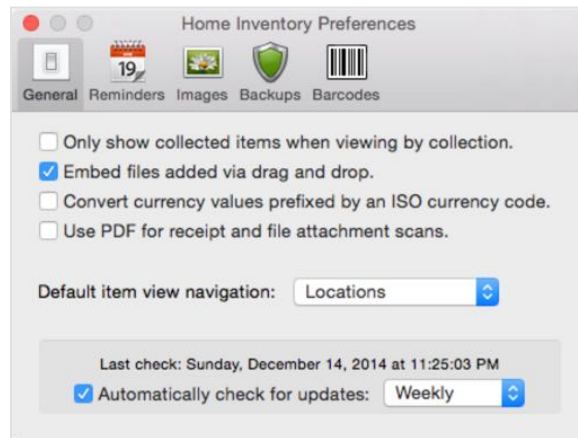 Home Inventory Preferences
19
General Reminders Images Backups Barcodes
Only show collected items when viewing by collection.
Embed files added via drag and drop.
Convert currency values prefixed by an ISO currency code.
Use PDF for receipt and file attachment scans.
Default item view navigation: Locations
Last check: Sunday, December 14, 2014 at 11:25:03 PM
Automatically check for updates: Weekly